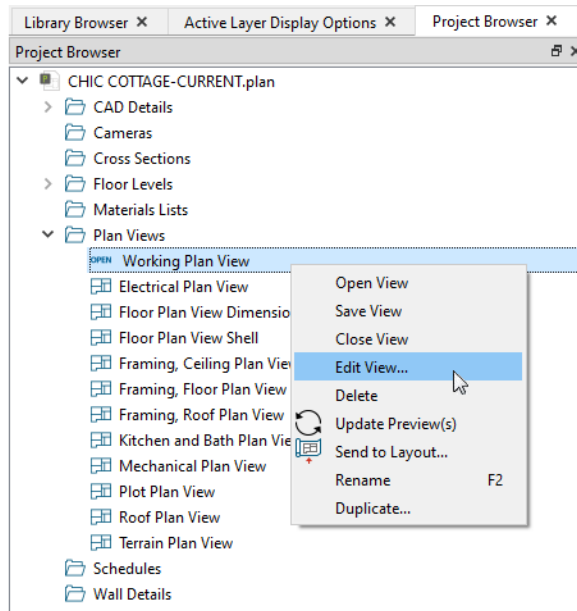 Library Browser × Active Layer Display Options × Project Browser ×
Project Browser
CHIC COTTAGE-CURRENT.plan
CAD Details
Cameras
Cross Sections
Floor Levels
Materials Lists
Plan Views
OPEN Working Plan View
Electrical Plan View
Floor Plan View Dimensio
Floor Plan View Shell
Framing, Ceiling Plan Vie
Framing, Floor Plan View
Framing, Roof Plan View
Kitchen and Bath Plan Vie
Mechanical Plan View
Plot Plan View
Roof Plan View
Terrain Plan View
Schedules
Wall Details
Open View
Save View
Close View
Edit View...
Delete
Update Preview(s)
Send to Layout...
Rename F2
Duplicate...